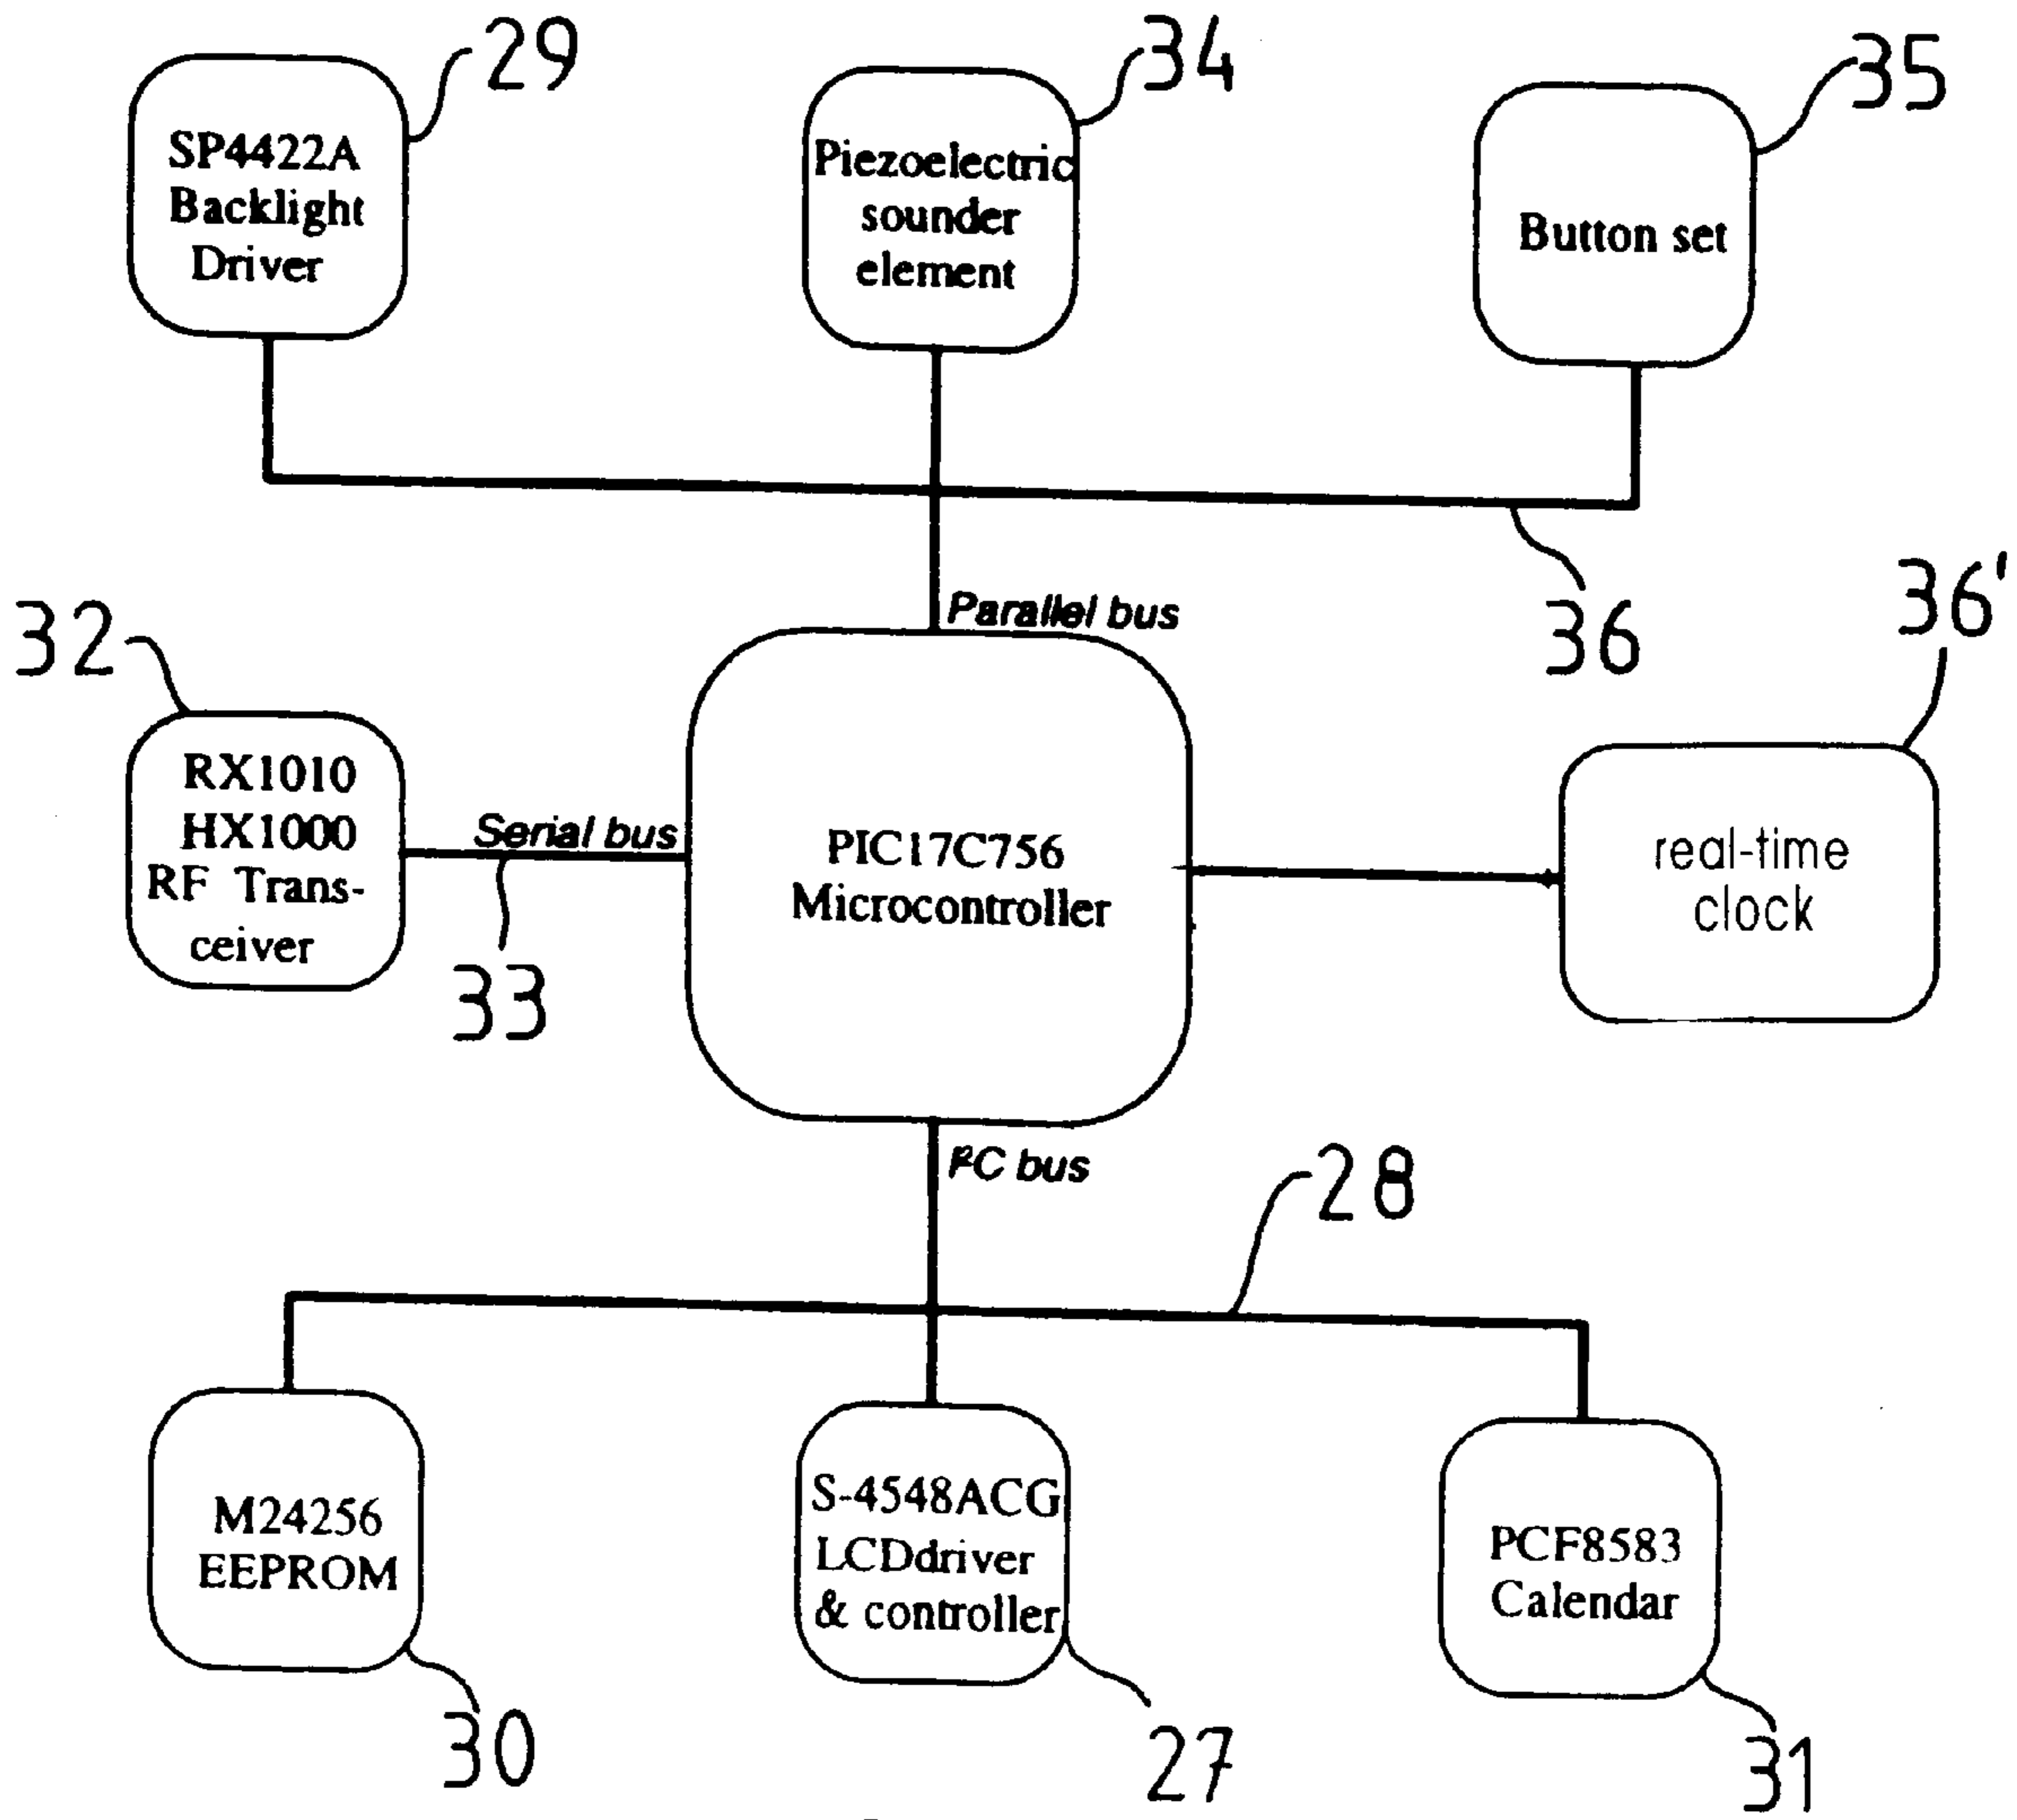 29
SP4422A
Backlight
Driver
34
Piezoelectric
sounder
element
35
Button set
36
Parallel bus
36'
32
RX1010
HX1000
RF Trans-
ceiver
Serial bus
33
PIC17C756
Microcontroller
real-time
clock
I²C bus
28
M24256
EEPROM
30
S-4548ACG
LCDdriver
& controller
27
PCF8583
Calendar
31